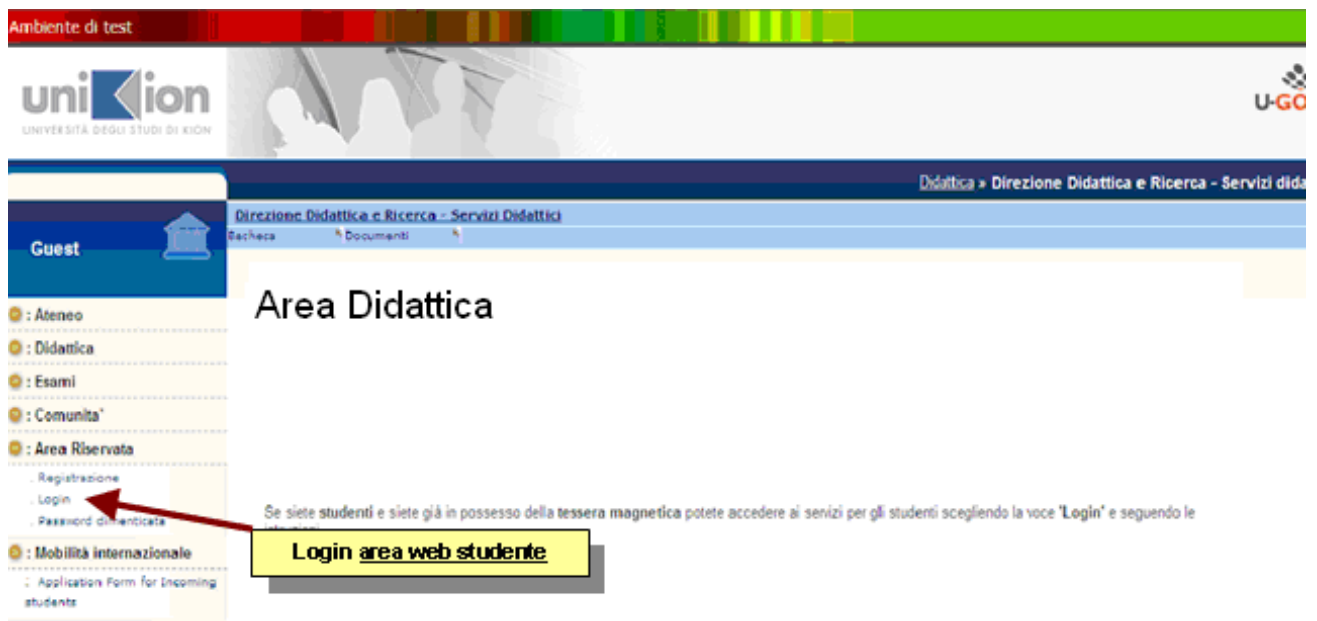 Ambiente di test
uniKion
UNIVERSITÀ DEGLI STUDI DI KION
U-GO
Didattica » Direzione Didattica e Ricerca - Servizi dida
Direzione Didattica e Ricerca - Servizi Didattici
Bacheca Documenti
Guest
Area Didattica
: Ateneo
: Didattica
: Esami
: Comunita'
: Area Riservata
. Registrazione
. Login
. Password dimenticata
Se siete studenti e siete già in possesso della tessera magnetica potete accedere ai servizi per gli studenti scegliendo la voce 'Login' e seguendo le
Login area web studente
: Mobilità internazionale
: Application Form for Incoming
students